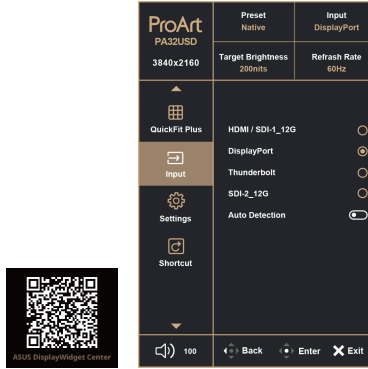 ProArt
PA32USD
3840x2160
Preset
Native
Input
DisplayPort
Target Brightness
200nits
Refresh Rate
60Hz
QuickFit Plus
Input
Settings
Shortcut
HDMI / SDI-1_12G
DisplayPort
Thunderbolt
SDI-2_12G
Auto Detection
ASUS DisplayWidget Center
100
Back
Enter
Exit